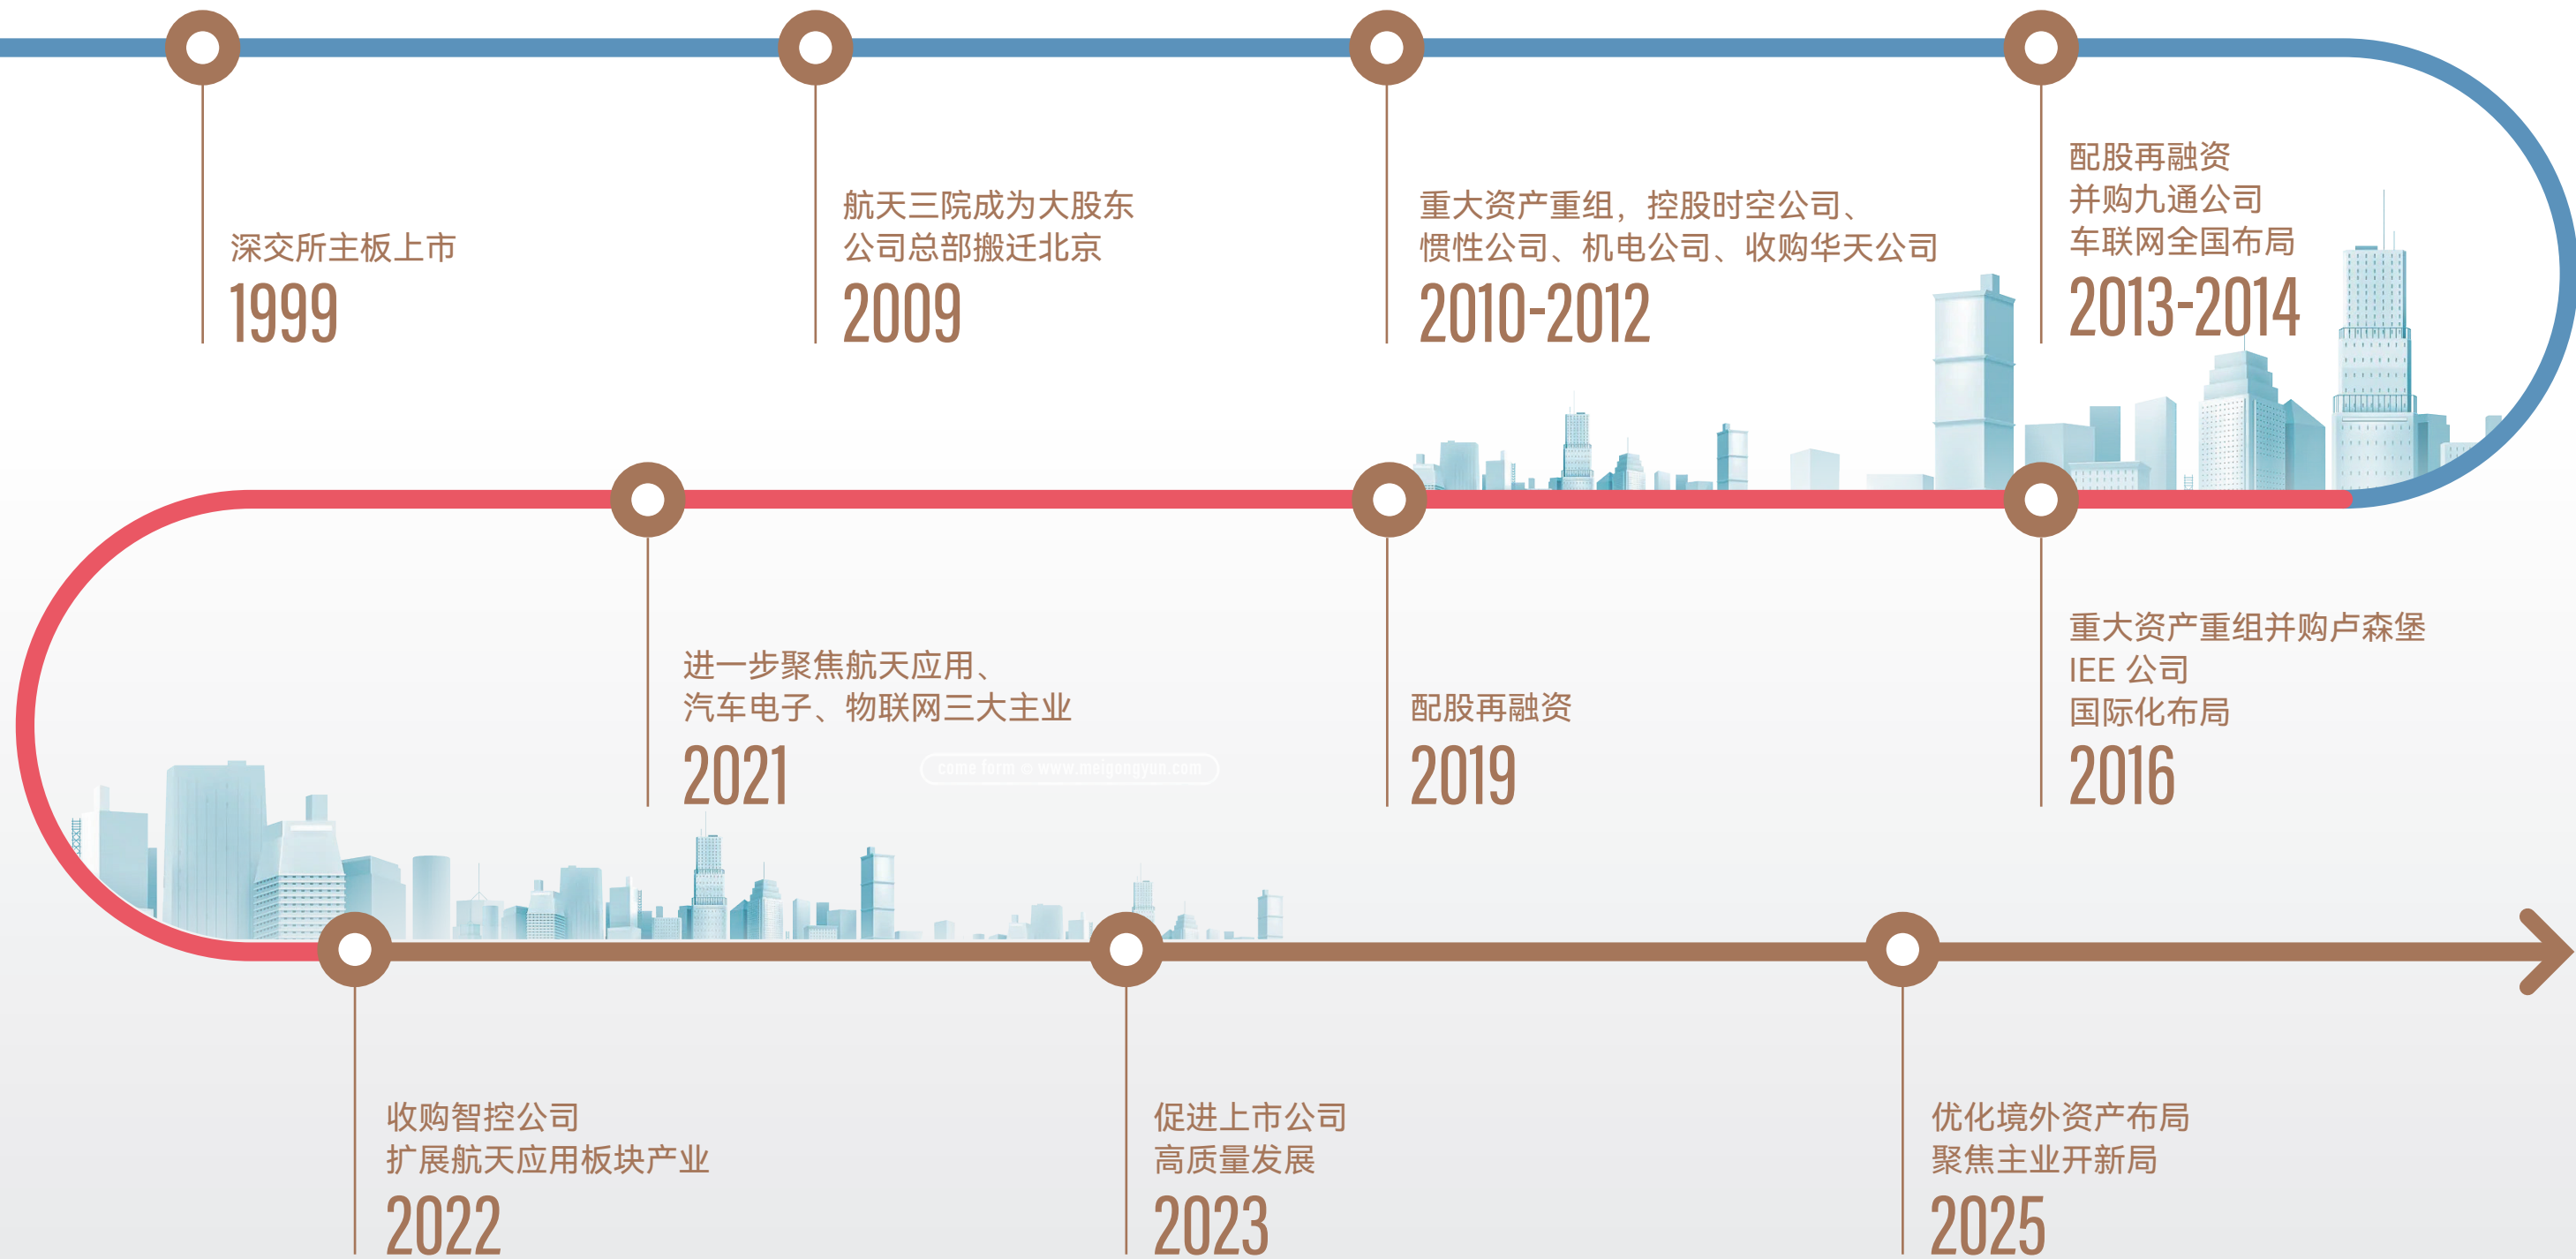 深交所主板上市
1999
航天三院成为大股东
公司总部搬迁北京
2009
重大资产重组，控股时空公司、
惯性公司、机电公司、收购华天公司
2010-2012
配股再融资
并购九通公司
车联网全国布局
2013-2014
重大资产重组并购卢森堡
IEE 公司
国际化布局
2016
配股再融资
2019
进一步聚焦航天应用、
汽车电子、物联网三大主业
2021
come form © www.meigongyun.com
收购智控公司
扩展航天应用板块产业
2022
促进上市公司
高质量发展
2023
优化境外资产布局
聚焦主业开新局
2025